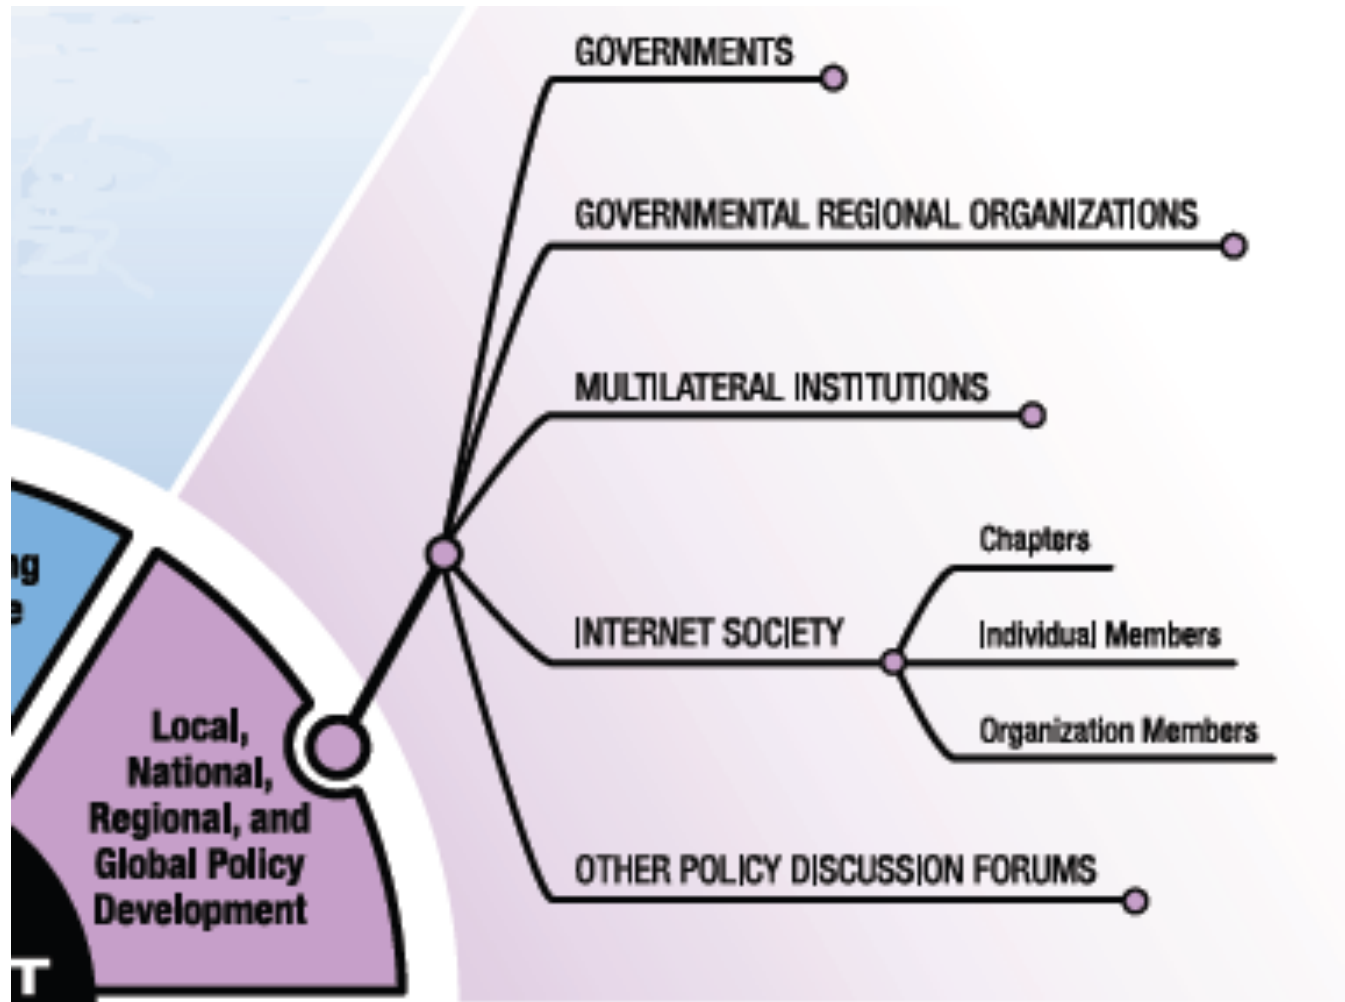 GOVERNMENTS
GOVERNMENTAL REGIONAL ORGANIZATIONS
MULTILATERAL INSTITUTIONS
Chapters
INTERNET SOCIETY
Individual Members
Organization Members
OTHER POLICY DISCUSSION FORUMS
ng
e
Local,
National,
Regional, and
Global Policy
Development
T